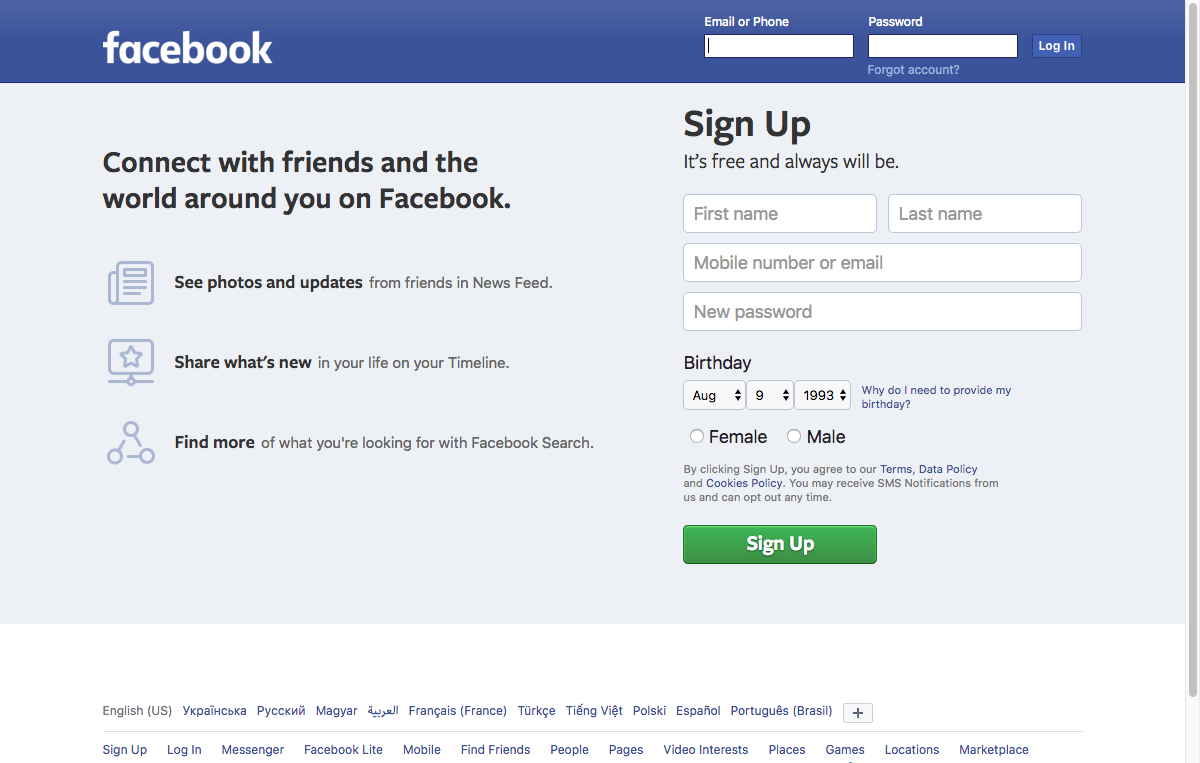 facebook
Email or Phone
Password
Log In
Forgot account?
Connect with friends and the
world around you on Facebook.
See photos and updates from friends in News Feed.
Share what's new in your life on your Timeline.
Find more of what you're looking for with Facebook Search.
Sign Up
It's free and always will be.
First name
Last name
Mobile number or email
New password
Birthday
Aug 9 1993
Why do I need to provide my
birthday?
Female Male
By clicking Sign Up, you agree to our Terms, Data Policy
and Cookies Policy. You may receive SMS Notifications from
us and can opt out any time.
Sign Up
English (US) Українська Русский Magyar العربية Français (France) Türkçe Tiếng Việt Polski Español Português (Brasil) +
Sign Up Log In Messenger Facebook Lite Mobile Find Friends People Pages Video Interests Places Games Locations Marketplace